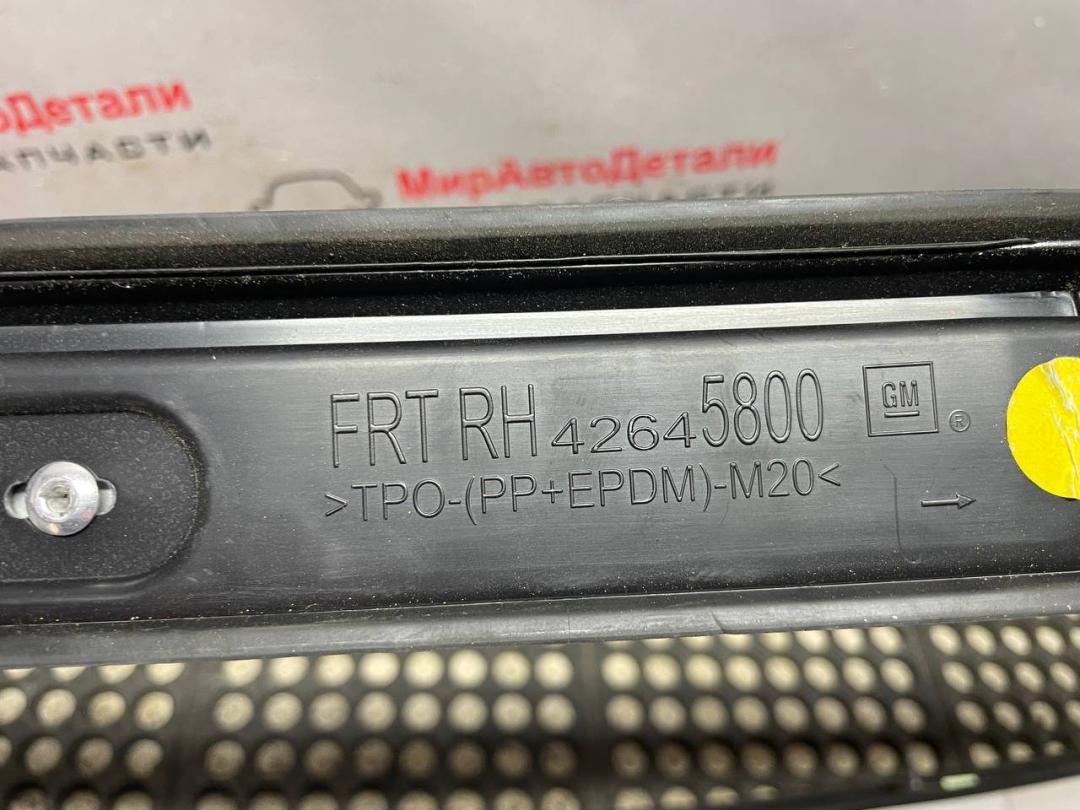 оДетали
АПЧАСТИ
МирАвтоДетали
FRT RH 42645800
GM
®
>TPO-(PP+EPDM)-M20<